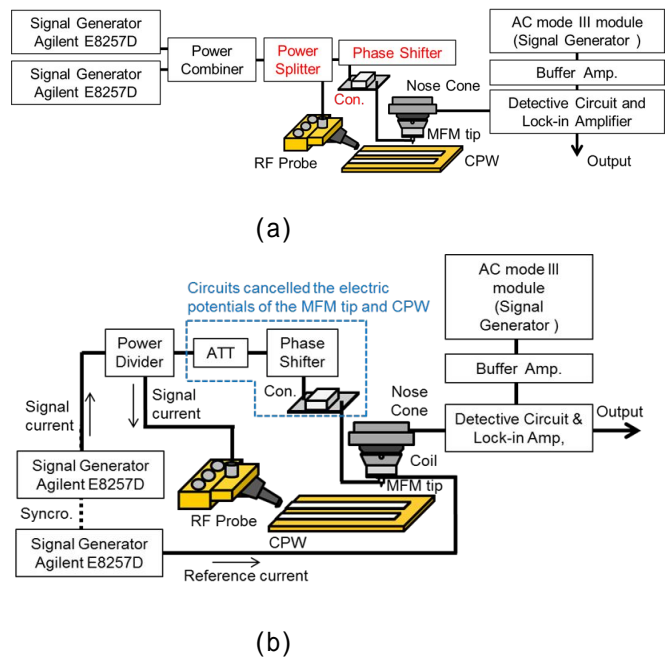 Signal Generator
Agilent E8257D
Signal Generator
Agilent E8257D
Power
Combiner
Power
Splitter
Phase Shifter
Con.
Nose Cone
MFM tip
RF Probe
CPW
AC mode III module
(Signal Generator )
Buffer Amp.
Detective Circuit and
Lock-in Amplifier
Output
(a)
Circuits cancelled the electric
potentials of the MFM tip and CPW
Power
Divider
ATT
Phase
Shifter
Con.
Signal
current
Signal
current
Signal Generator
Agilent E8257D
Syncro.
Signal Generator
Agilent E8257D
Reference current
RF Probe
CPW
Nose
Cone
Coil
MFM tip
AC mode III
module
(Signal
Generator )
Buffer Amp.
Detective Circuit &
Lock-in Amp,
Output
(b)